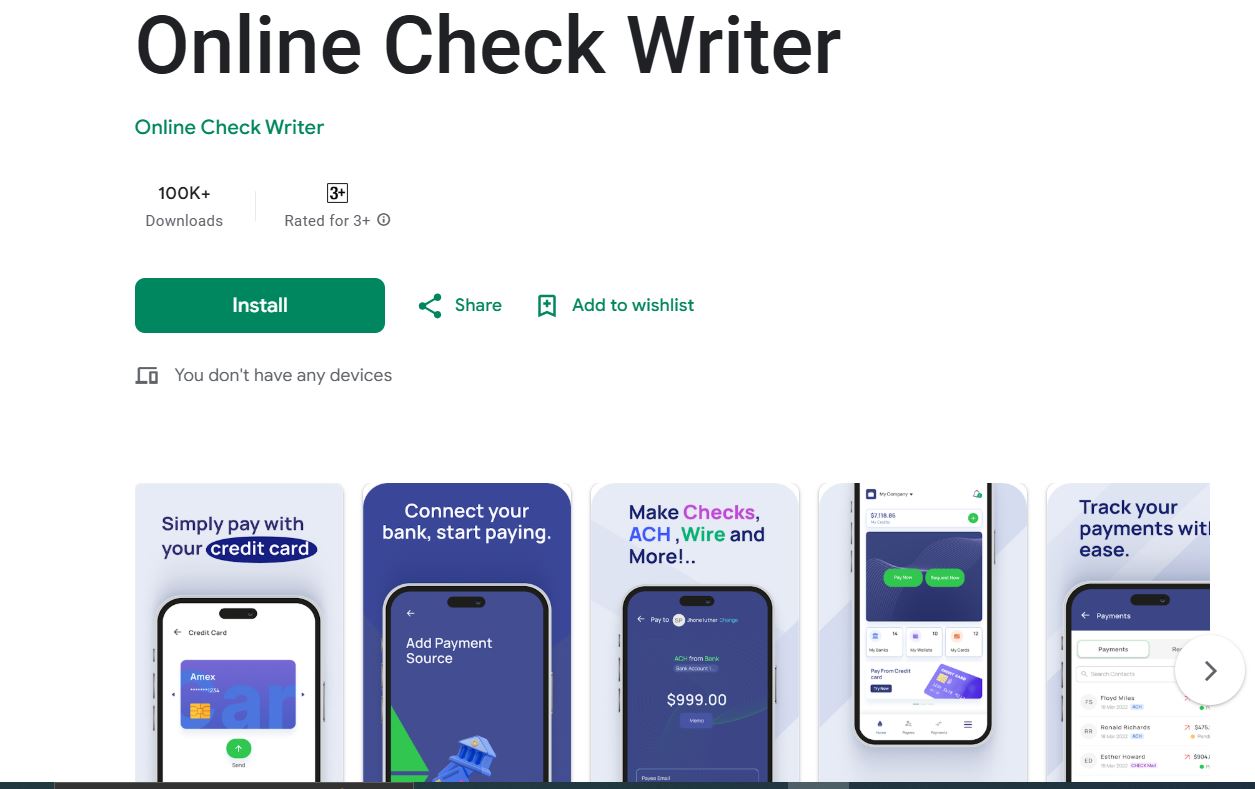 Online Check Writer
Online Check Writer
100K+
Downloads
3+
Rated for 3+
Install
Share
Add to wishlist
You don't have any devices
Simply pay with
your credit card
Credit Card
Amex
*******1234
Send
Connect your
bank, start paying.
Add Payment
Source
Make Checks,
ACH ,Wire and
More!..
Pay to SP Jhone luther Change
ACH from Bank
Bank Account 1...
$999.00
Memo
Payee Email
My Company
$7,118.85
My Credits
Pay Now
Request Now
14
10
12
My Banks
My Wallets
My Cards
Pay From Credit
card
Try Now
CREDIT CARD
Home
Payees
Payments
Track your
payments with
ease.
Payments
Payments
Search Contacts
FS
Floyd Miles
18 Mar 2022 ACH
RR
Ronald Richards
$475.
18 Mar 2022 ACH
ED
Esther Howard
$904.
18 Mar 2022 CHECK Mail